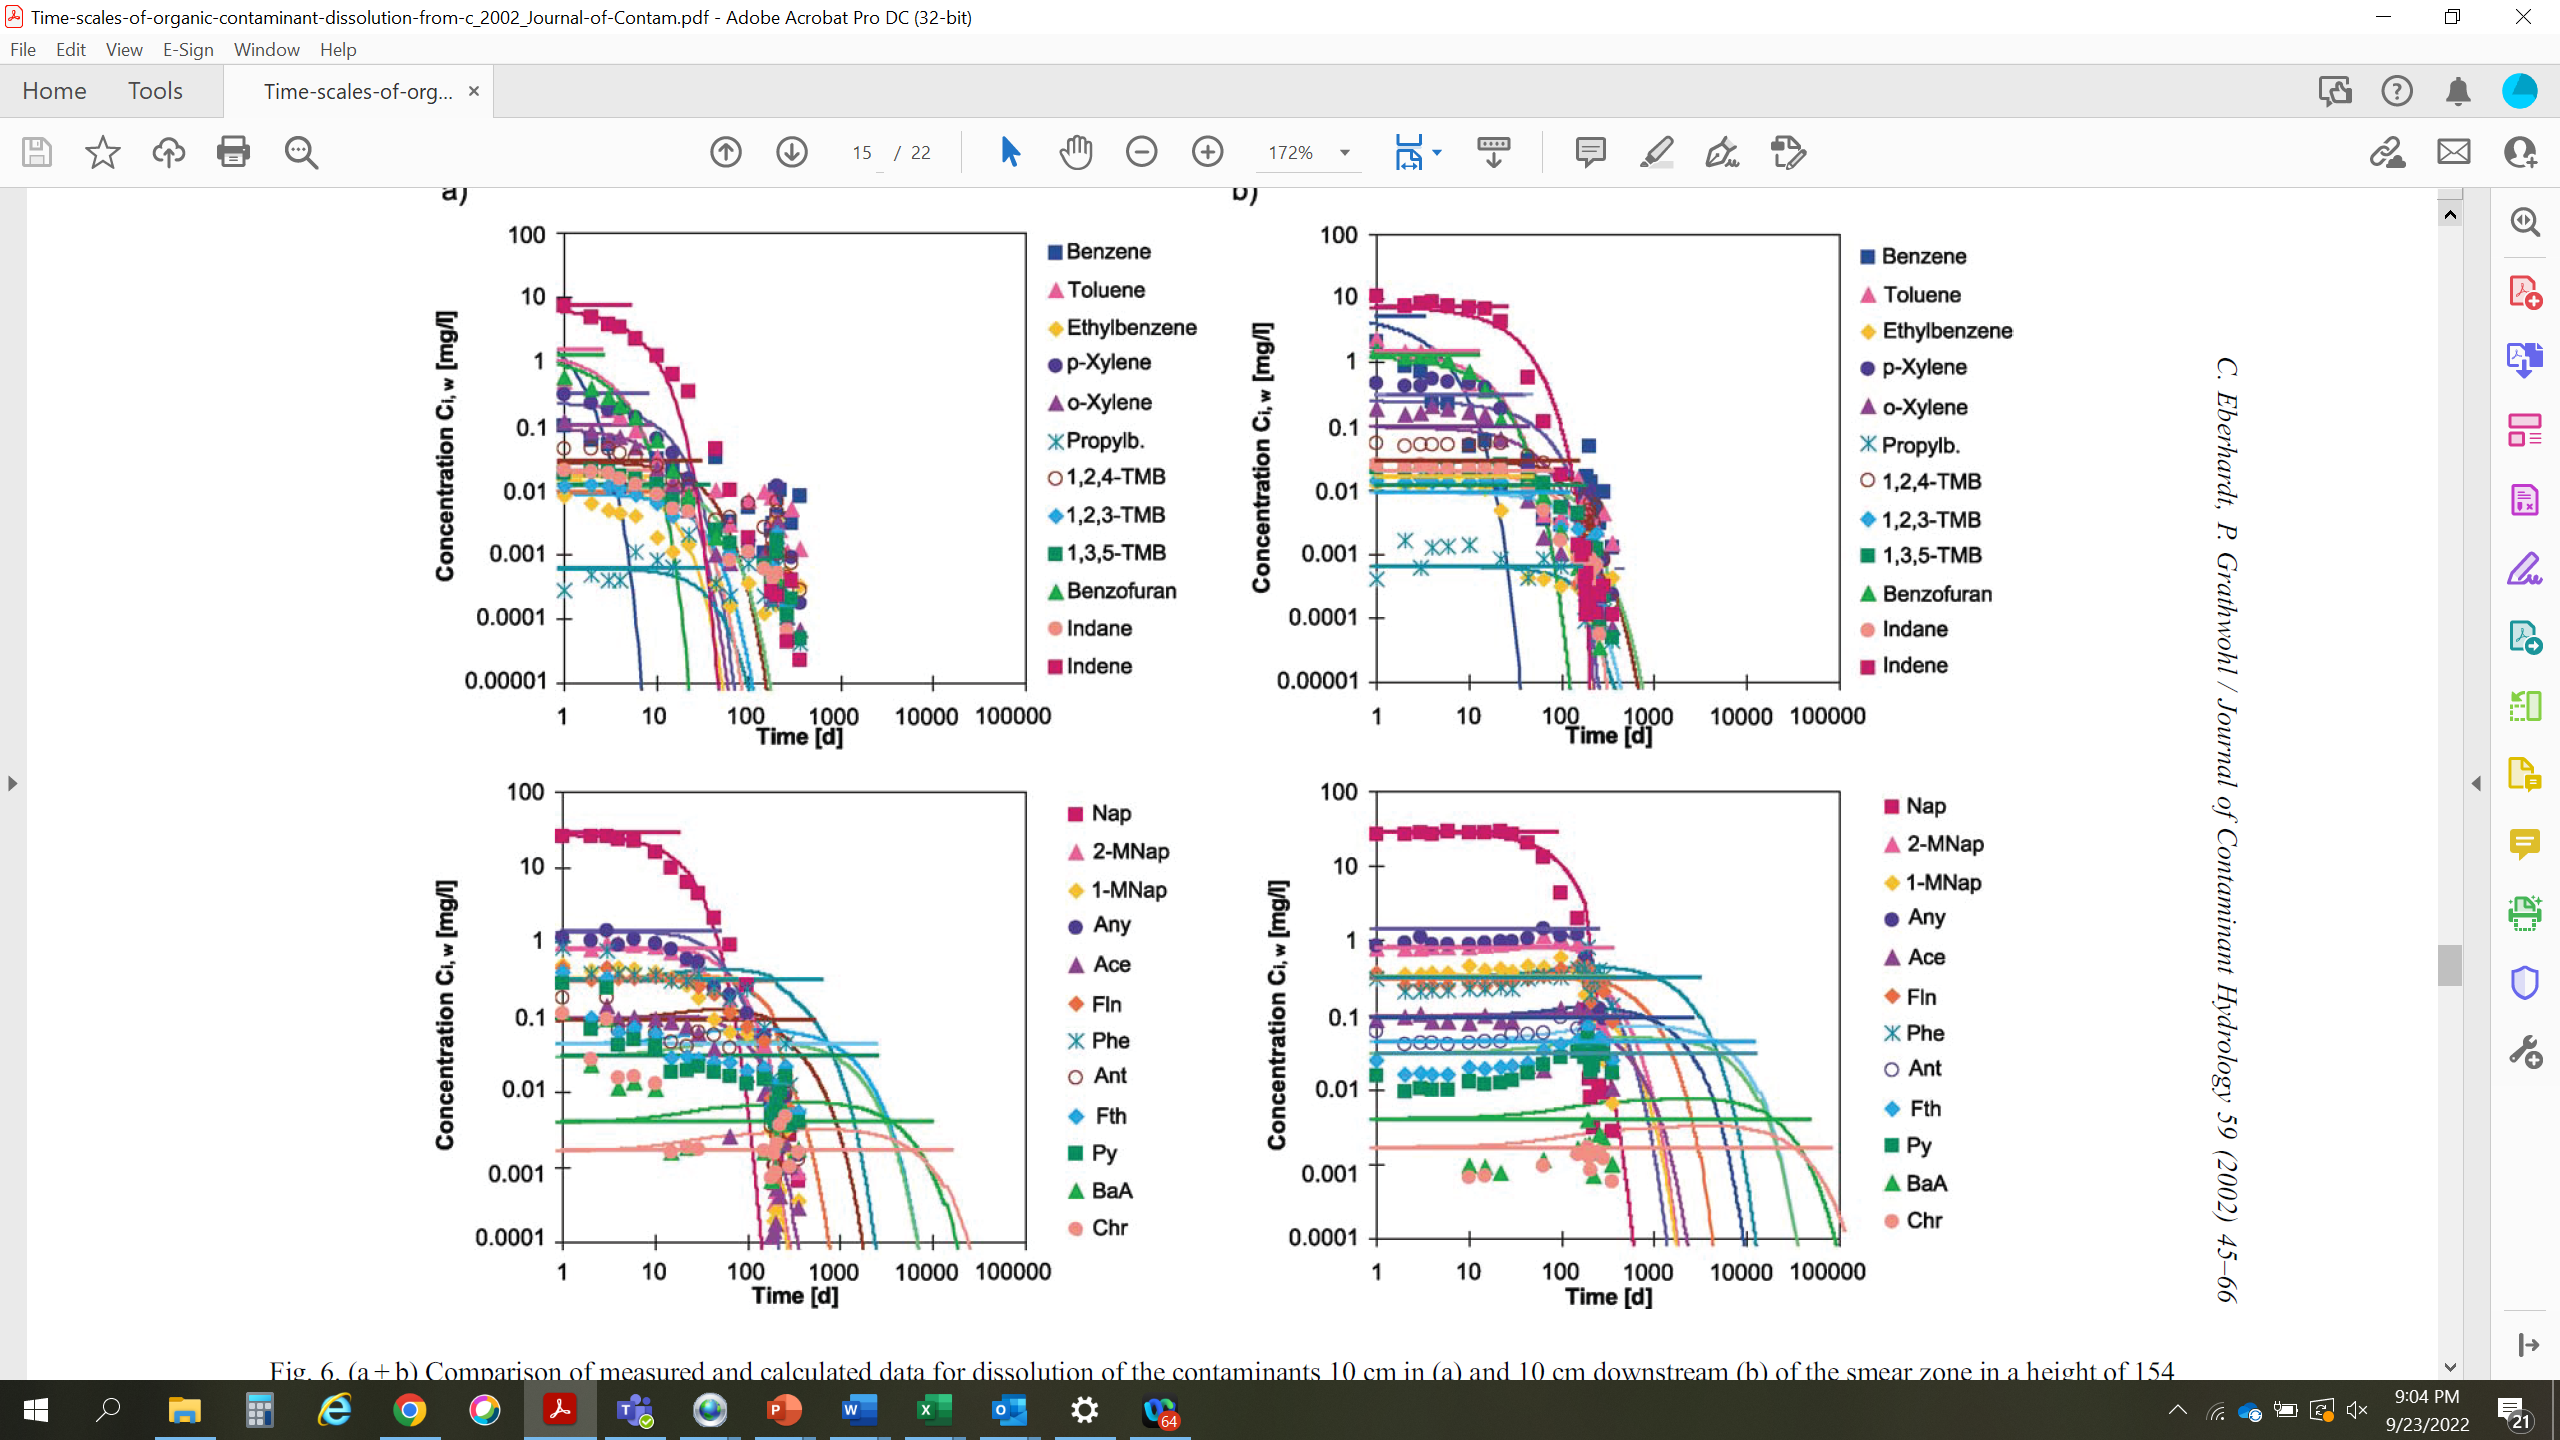 Time-scales-of-organic-contaminant-dissolution-from-c_2002_Journal-of-Contam.pdf - Adobe Acrobat Pro DC (32-bit)
File Edit View E-Sign Window Help
Home Tools Time-scales-of-org... ×
15 / 22 172%
a)
100
10
1
0.1
0.01
0.001
0.0001
0.00001
Concentration Ci, w [mg/l]
1 10 100 1000 10000 100000
Time [d]
Benzene
Toluene
Ethylbenzene
p-Xylene
o-Xylene
Propylb.
1,2,4-TMB
1,2,3-TMB
1,3,5-TMB
Benzofuran
Indane
Indene
b)
100
10
1
0.1
0.01
0.001
0.0001
0.00001
Concentration Ci, w [mg/l]
1 10 100 1000 10000 100000
Time [d]
Benzene
Toluene
Ethylbenzene
p-Xylene
o-Xylene
Propylb.
1,2,4-TMB
1,2,3-TMB
1,3,5-TMB
Benzofuran
Indane
Indene
100
10
1
0.1
0.01
0.001
0.0001
Concentration Ci, w [mg/l]
1 10 100 1000 10000 100000
Time [d]
Nap
2-MNap
1-MNap
Any
Ace
Fln
Phe
Ant
Fth
Py
BaA
Chr
100
10
1
0.1
0.01
0.001
0.0001
Concentration Ci, w [mg/l]
1 10 100 1000 10000 100000
Time [d]
Nap
2-MNap
1-MNap
Any
Ace
Fln
Phe
Ant
Fth
Py
BaA
Chr
C. Eberhardt, P. Grathwohl / Journal of Contaminant Hydrology 59 (2002) 45–66
Fig. 6. (a + b) Comparison of measured and calculated data for dissolution of the contaminants 10 cm in (a) and 10 cm downstream (b) of the smear zone in a height of 154
64
9:04 PM
9/23/2022
21